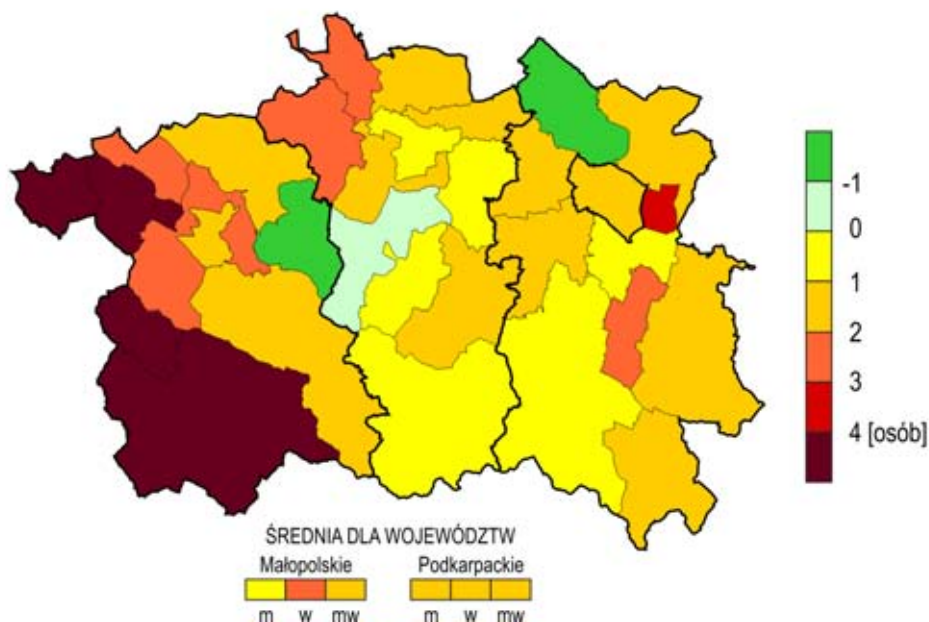 -1
0
1
2
3
4 [osób]
ŚREDNIA DLA WOJEWÓDZTW
Małopolskie Podkarpackie
m w mw m w mw